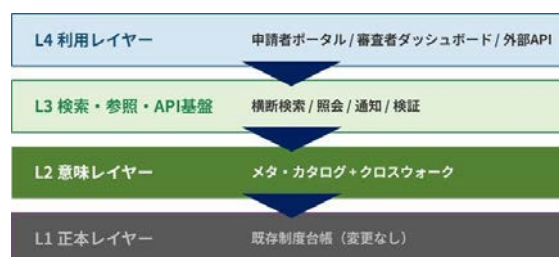 L4 利用レイヤー 申請者ポータル / 審査者ダッシュボード / 外部API
L3 検索・参照・API基盤 横断検索 / 照会 / 通知 / 検証
L2 意味レイヤー メタ・カタログ + クロスウォーク
L1 正本レイヤー 既存制度台帳（変更なし）